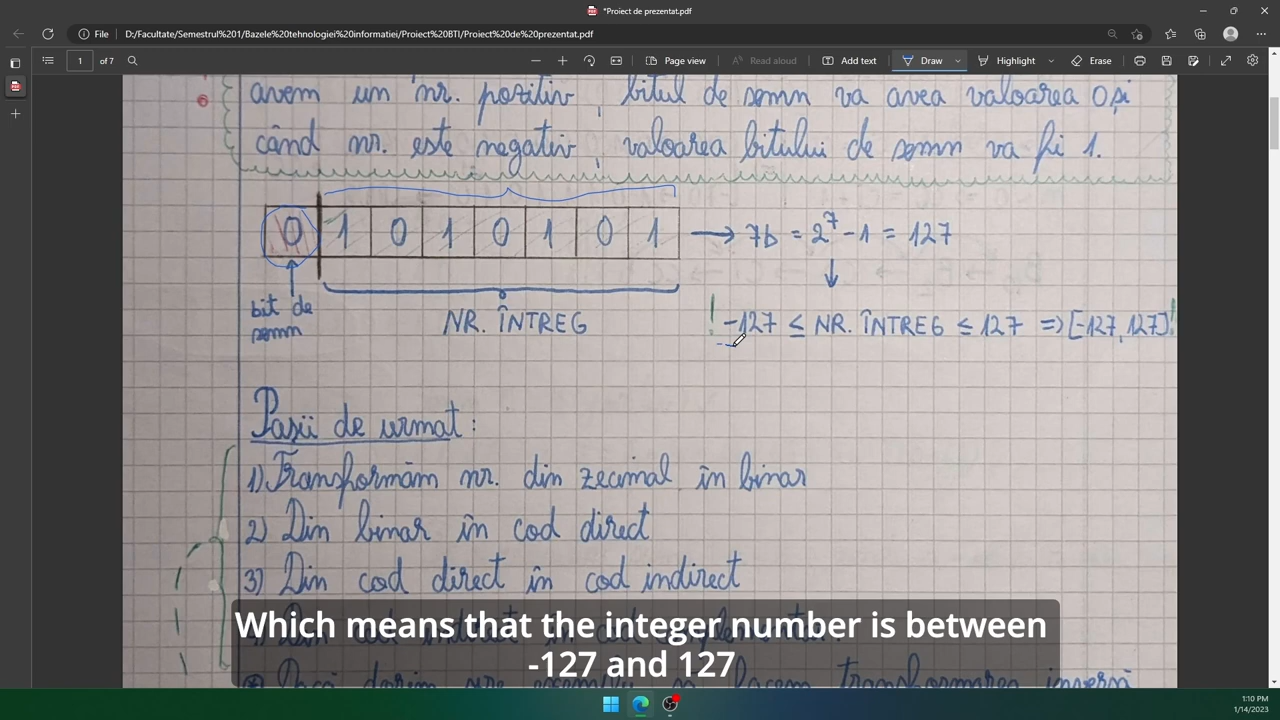 *Proiect de prezentat.pdf
File D:/Facultate/Semestrul%201/Bazele%20tehnologiei%20informatiei/Proiect%20BTI/Proiect%20de%20prezentat.pdf
1 of 7 Page view Read aloud Add text Draw Highlight Erase
avem un nr. pozitiv, bitul de semn va avea valoarea 0 și
când nr. este negativ, valoarea bitului de semn va fi 1.
0 1 0 1 0 1 0 1 → 7b = 2^7 - 1 = 127
bit de
semn
NR. ÎNTREG
! -127 ≤ NR. ÎNTREG ≤ 127 => [-127, 127] !
Pașii de urmat:
1) Transformăm nr. din zecimal în binar
2) Din binar în cod direct
3) Din cod direct în cod indirect
Which means that the integer number is between
-127 and 127
1:10 PM
1/14/2023